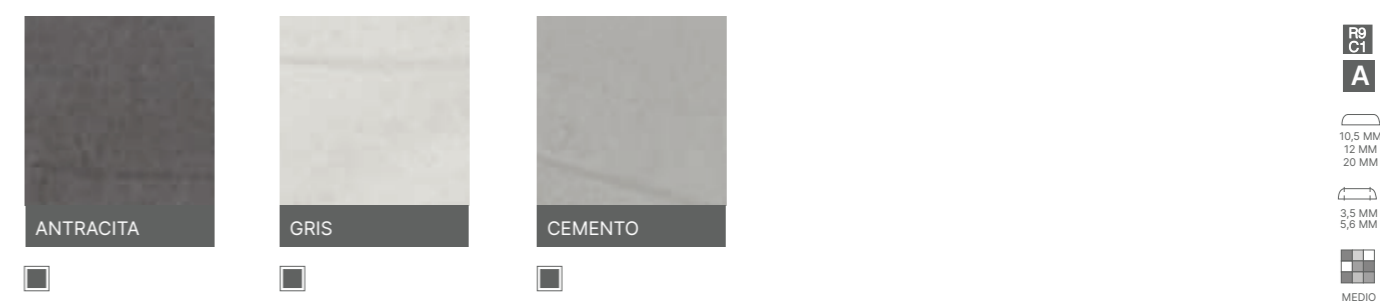 ANTRACITA
GRIS
CEMENTO
R9
C1
A
10,5 MM
12 MM
20 MM
3,5 MM
5,6 MM
MEDIO